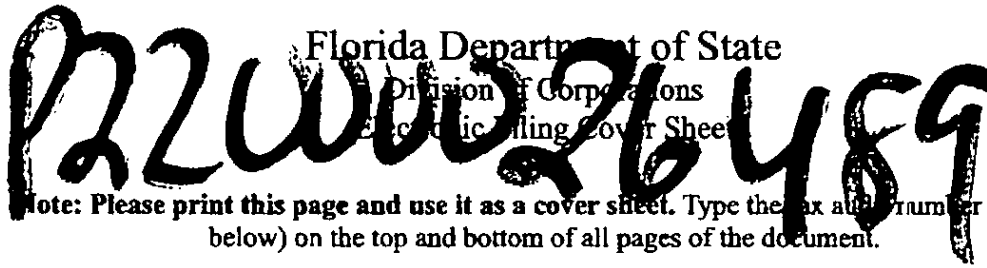 Florida Department of State
Division of Corporations
Electronic Filing Cover Sheet
Note: Please print this page and use it as a cover sheet. Type the fax audit number
below) on the top and bottom of all pages of the document.